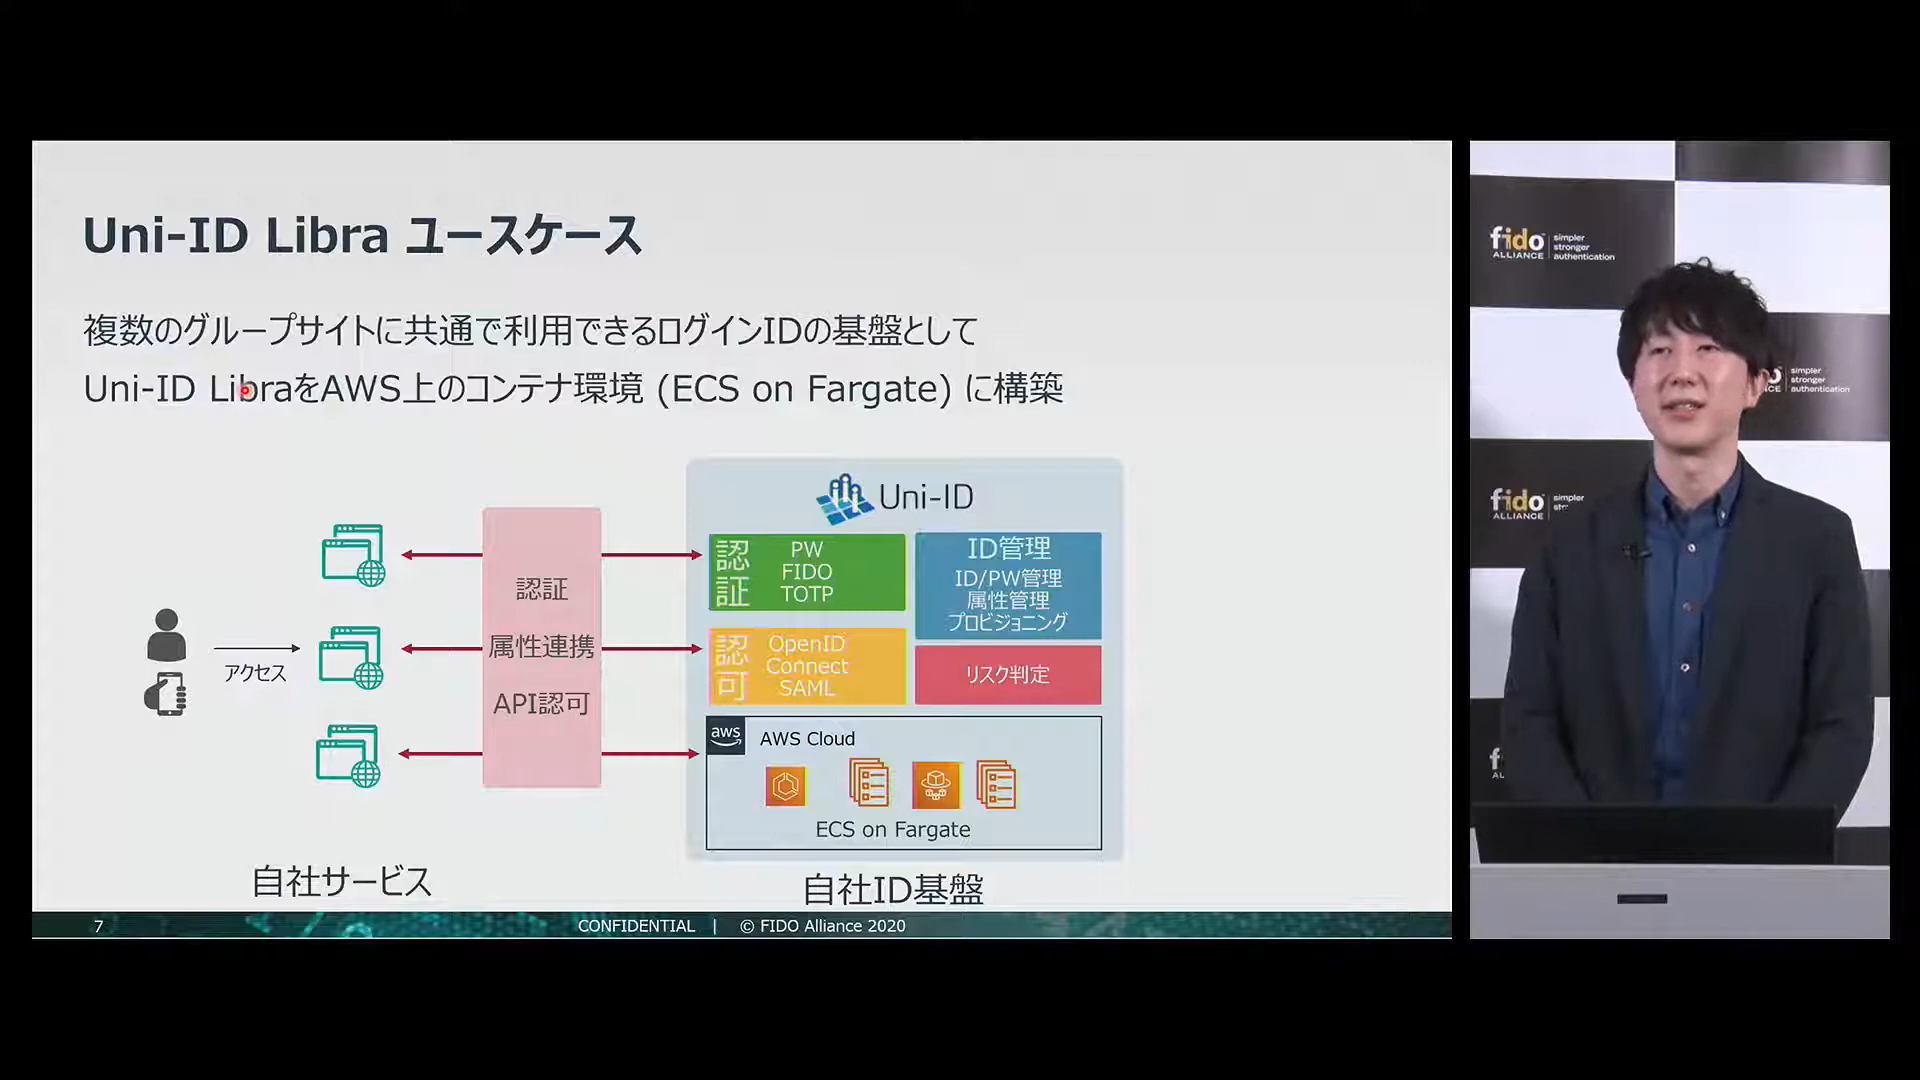 Uni-ID Libra ユースケース
複数のグループサイトに共通で利用できるログインIDの基盤として
Uni-ID LibraをAWS上のコンテナ環境 (ECS on Fargate) に構築
アクセス
認証
属性連携
API認可
Uni-ID
認証
PW
FIDO
TOTP
ID管理
ID/PW管理
属性管理
プロビジョニング
認可
OpenID
Connect
SAML
リスク判定
aws
AWS Cloud
ECS on Fargate
自社サービス
自社ID基盤
7
CONFIDENTIAL | © FIDO Alliance 2020
fido
ALLIANCE
simpler
stronger
authentication
simpler
stronger
authentication
fido
ALLIANCE
simpler